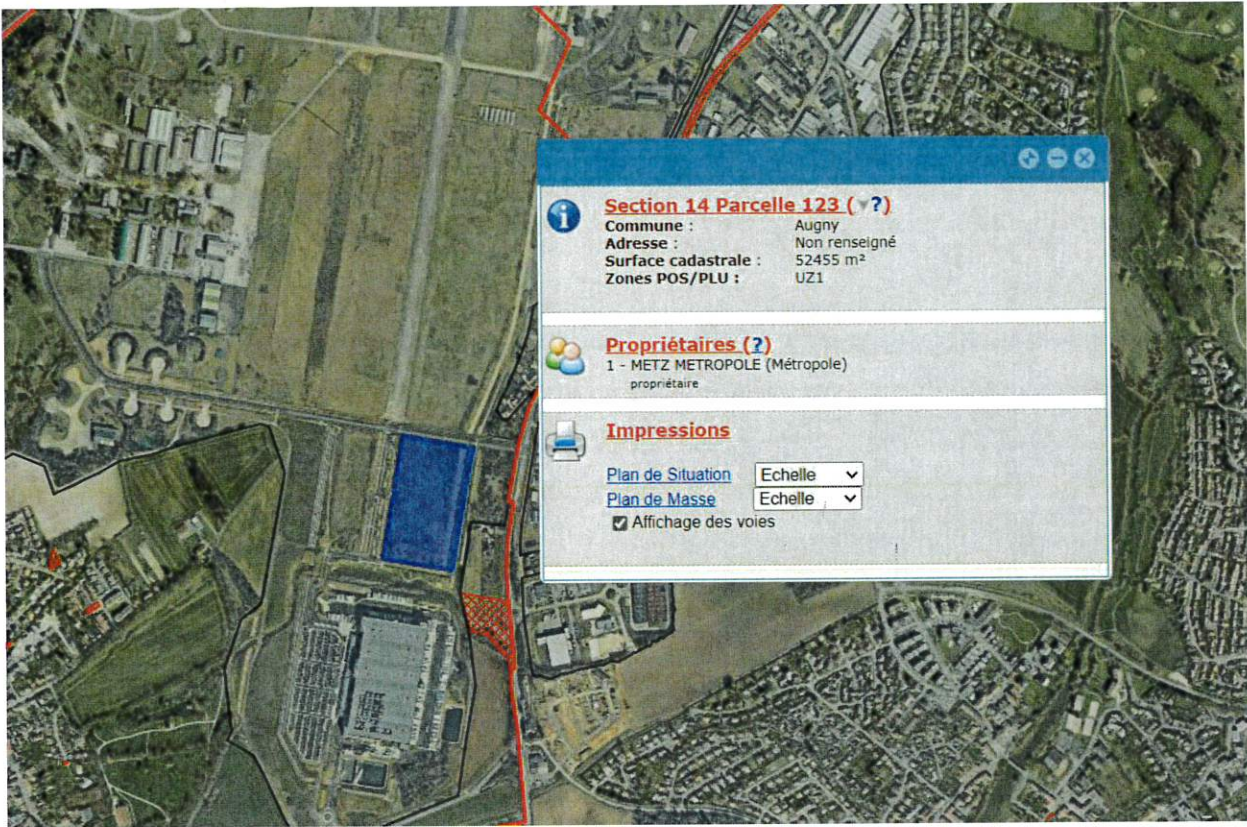 Section 14 Parcelle 123 ( ?)
Commune : Augny
Adresse : Non renseigné
Surface cadastrale : 52455 m²
Zones POS/PLU : UZ1
Propriétaires (?)
1 - METZ METROPOLE (Métropole)
propriétaire
Impressions
Plan de Situation Echelle
Plan de Masse Echelle
Affichage des voies